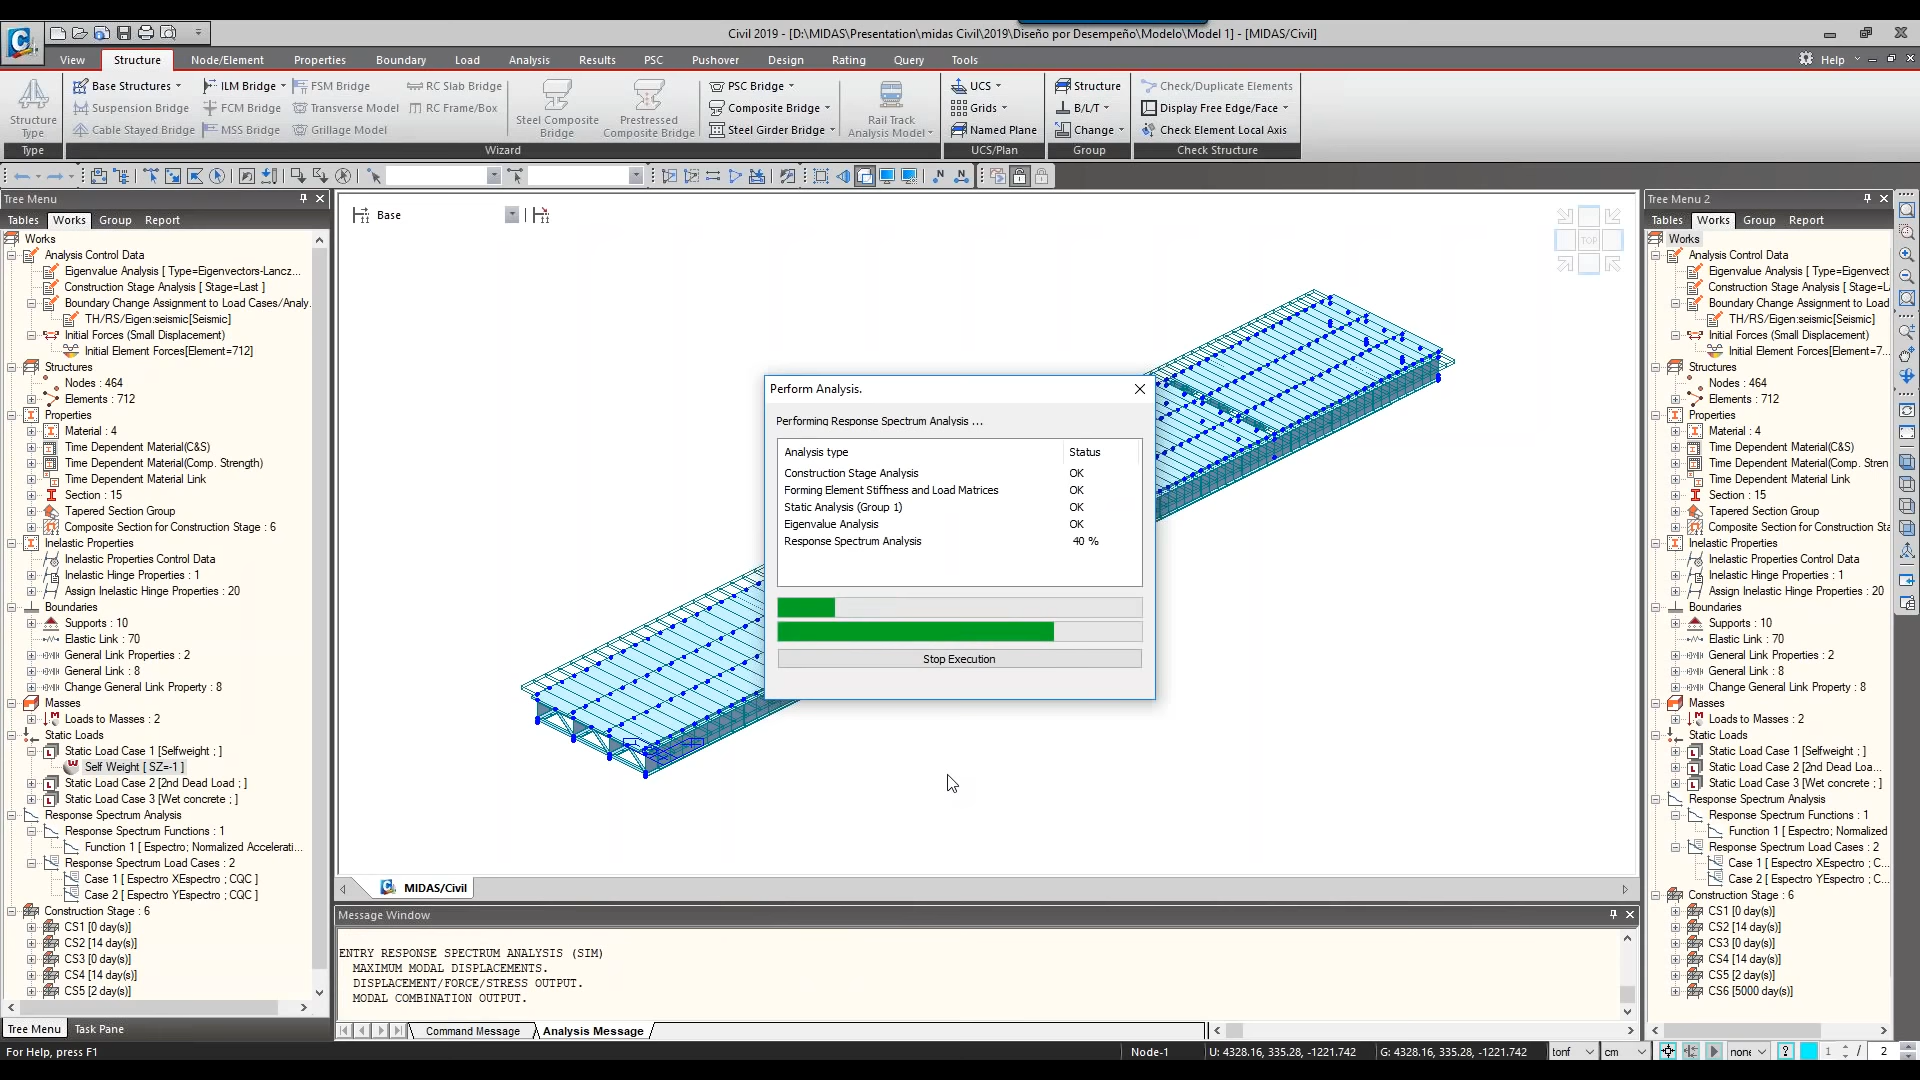 Civil 2019 - [D:\MIDAS\Presentation\midas Civil\2019\Diseño por Desempeño\Modelo\Model 1] - [MIDAS/Civil]
View Structure Node/Element Properties Boundary Load Analysis Results PSC Pushover Design Rating Query Tools Help
Structure Type
Type
Base Structures
Suspension Bridge
Cable Stayed Bridge
ILM Bridge
FCM Bridge
MSS Bridge
FSM Bridge
Transverse Model
Grillage Model
RC Slab Bridge
RC Frame/Box
Steel Composite Bridge
Prestressed Composite Bridge
PSC Bridge
Composite Bridge
Steel Girder Bridge
Rail Track Analysis Model
Wizard
UCS
Grids
Named Plane
UCS/Plan
Structure
B/L/T
Change
Group
Check/Duplicate Elements
Display Free Edge/Face
Check Element Local Axis
Check Structure
Tree Menu
Tables Works Group Report
Works
Analysis Control Data
Eigenvalue Analysis [ Type=Eigenvectors-Lancz...
Construction Stage Analysis [ Stage=Last ]
Boundary Change Assignment to Load Cases/Analy.
TH/RS/Eigen:seismic[Seismic]
Initial Forces (Small Displacement)
Initial Element Forces[Element=712]
Structures
Nodes : 464
Elements : 712
Properties
Material : 4
Time Dependent Material(C&S)
Time Dependent Material(Comp. Strength)
Time Dependent Material Link
Section : 15
Tapered Section Group
Composite Section for Construction Stage : 6
Inelastic Properties
Inelastic Properties Control Data
Inelastic Hinge Properties : 1
Assign Inelastic Hinge Properties : 20
Boundaries
Supports : 10
Elastic Link : 70
General Link Properties : 2
General Link : 8
Change General Link Property : 8
Masses
Loads to Masses : 2
Static Loads
Static Load Case 1 [Selfweight ; ]
Self Weight [ SZ=-1 ]
Static Load Case 2 [2nd Dead Load ; ]
Static Load Case 3 [Wet concrete ; ]
Response Spectrum Analysis
Response Spectrum Functions : 1
Function 1 [ Espectro; Normalized Accelerati...
Response Spectrum Load Cases : 2
Case 1 [ Espectro XEspectro ; CQC ]
Case 2 [ Espectro YEspectro ; CQC ]
Construction Stage : 6
CS1 [0 day(s)]
CS2 [14 day(s)]
CS3 [0 day(s)]
CS4 [14 day(s)]
CS5 [2 day(s)]
Tree Menu Task Pane
Base
TOP
Perform Analysis.
Performing Response Spectrum Analysis ...
Analysis type Status
Construction Stage Analysis OK
Forming Element Stiffness and Load Matrices OK
Static Analysis (Group 1) OK
Eigenvalue Analysis OK
Response Spectrum Analysis 40 %
Stop Execution
MIDAS/Civil
Message Window
ENTRY RESPONSE SPECTRUM ANALYSIS (SIM)
MAXIMUM MODAL DISPLACEMENTS.
DISPLACEMENT/FORCE/STRESS OUTPUT.
MODAL COMBINATION OUTPUT.
Command Message Analysis Message
Tree Menu 2
Tables Works Group Report
Works
Analysis Control Data
Eigenvalue Analysis [ Type=Eigenvect
Construction Stage Analysis [ Stage=L
Boundary Change Assignment to Load
TH/RS/Eigen:seismic[Seismic]
Initial Forces (Small Displacement)
Initial Element Forces[Element=7...
Structures
Nodes : 464
Elements : 712
Properties
Material : 4
Time Dependent Material(C&S)
Time Dependent Material(Comp. Stren
Time Dependent Material Link
Section : 15
Tapered Section Group
Composite Section for Construction Sta
Inelastic Properties
Inelastic Properties Control Data
Inelastic Hinge Properties : 1
Assign Inelastic Hinge Properties : 20
Boundaries
Supports : 10
Elastic Link : 70
General Link Properties : 2
General Link : 8
Change General Link Property : 8
Masses
Loads to Masses : 2
Static Loads
Static Load Case 1 [Selfweight ; ]
Static Load Case 2 [2nd Dead Loa...
Static Load Case 3 [Wet concrete ; ]
Response Spectrum Analysis
Response Spectrum Functions : 1
Function 1 [ Espectro; Normalized
Response Spectrum Load Cases : 2
Case 1 [ Espectro XEspectro ; C...
Case 2 [ Espectro YEspectro ; C...
Construction Stage : 6
CS1 [0 day(s)]
CS2 [14 day(s)]
CS3 [0 day(s)]
CS4 [14 day(s)]
CS5 [2 day(s)]
CS6 [5000 day(s)]
For Help, press F1 Node-1 U: 4328.16, 335.28, -1221.742 G: 4328.16, 335.28, -1221.742 tonf cm none ? 1 / 2